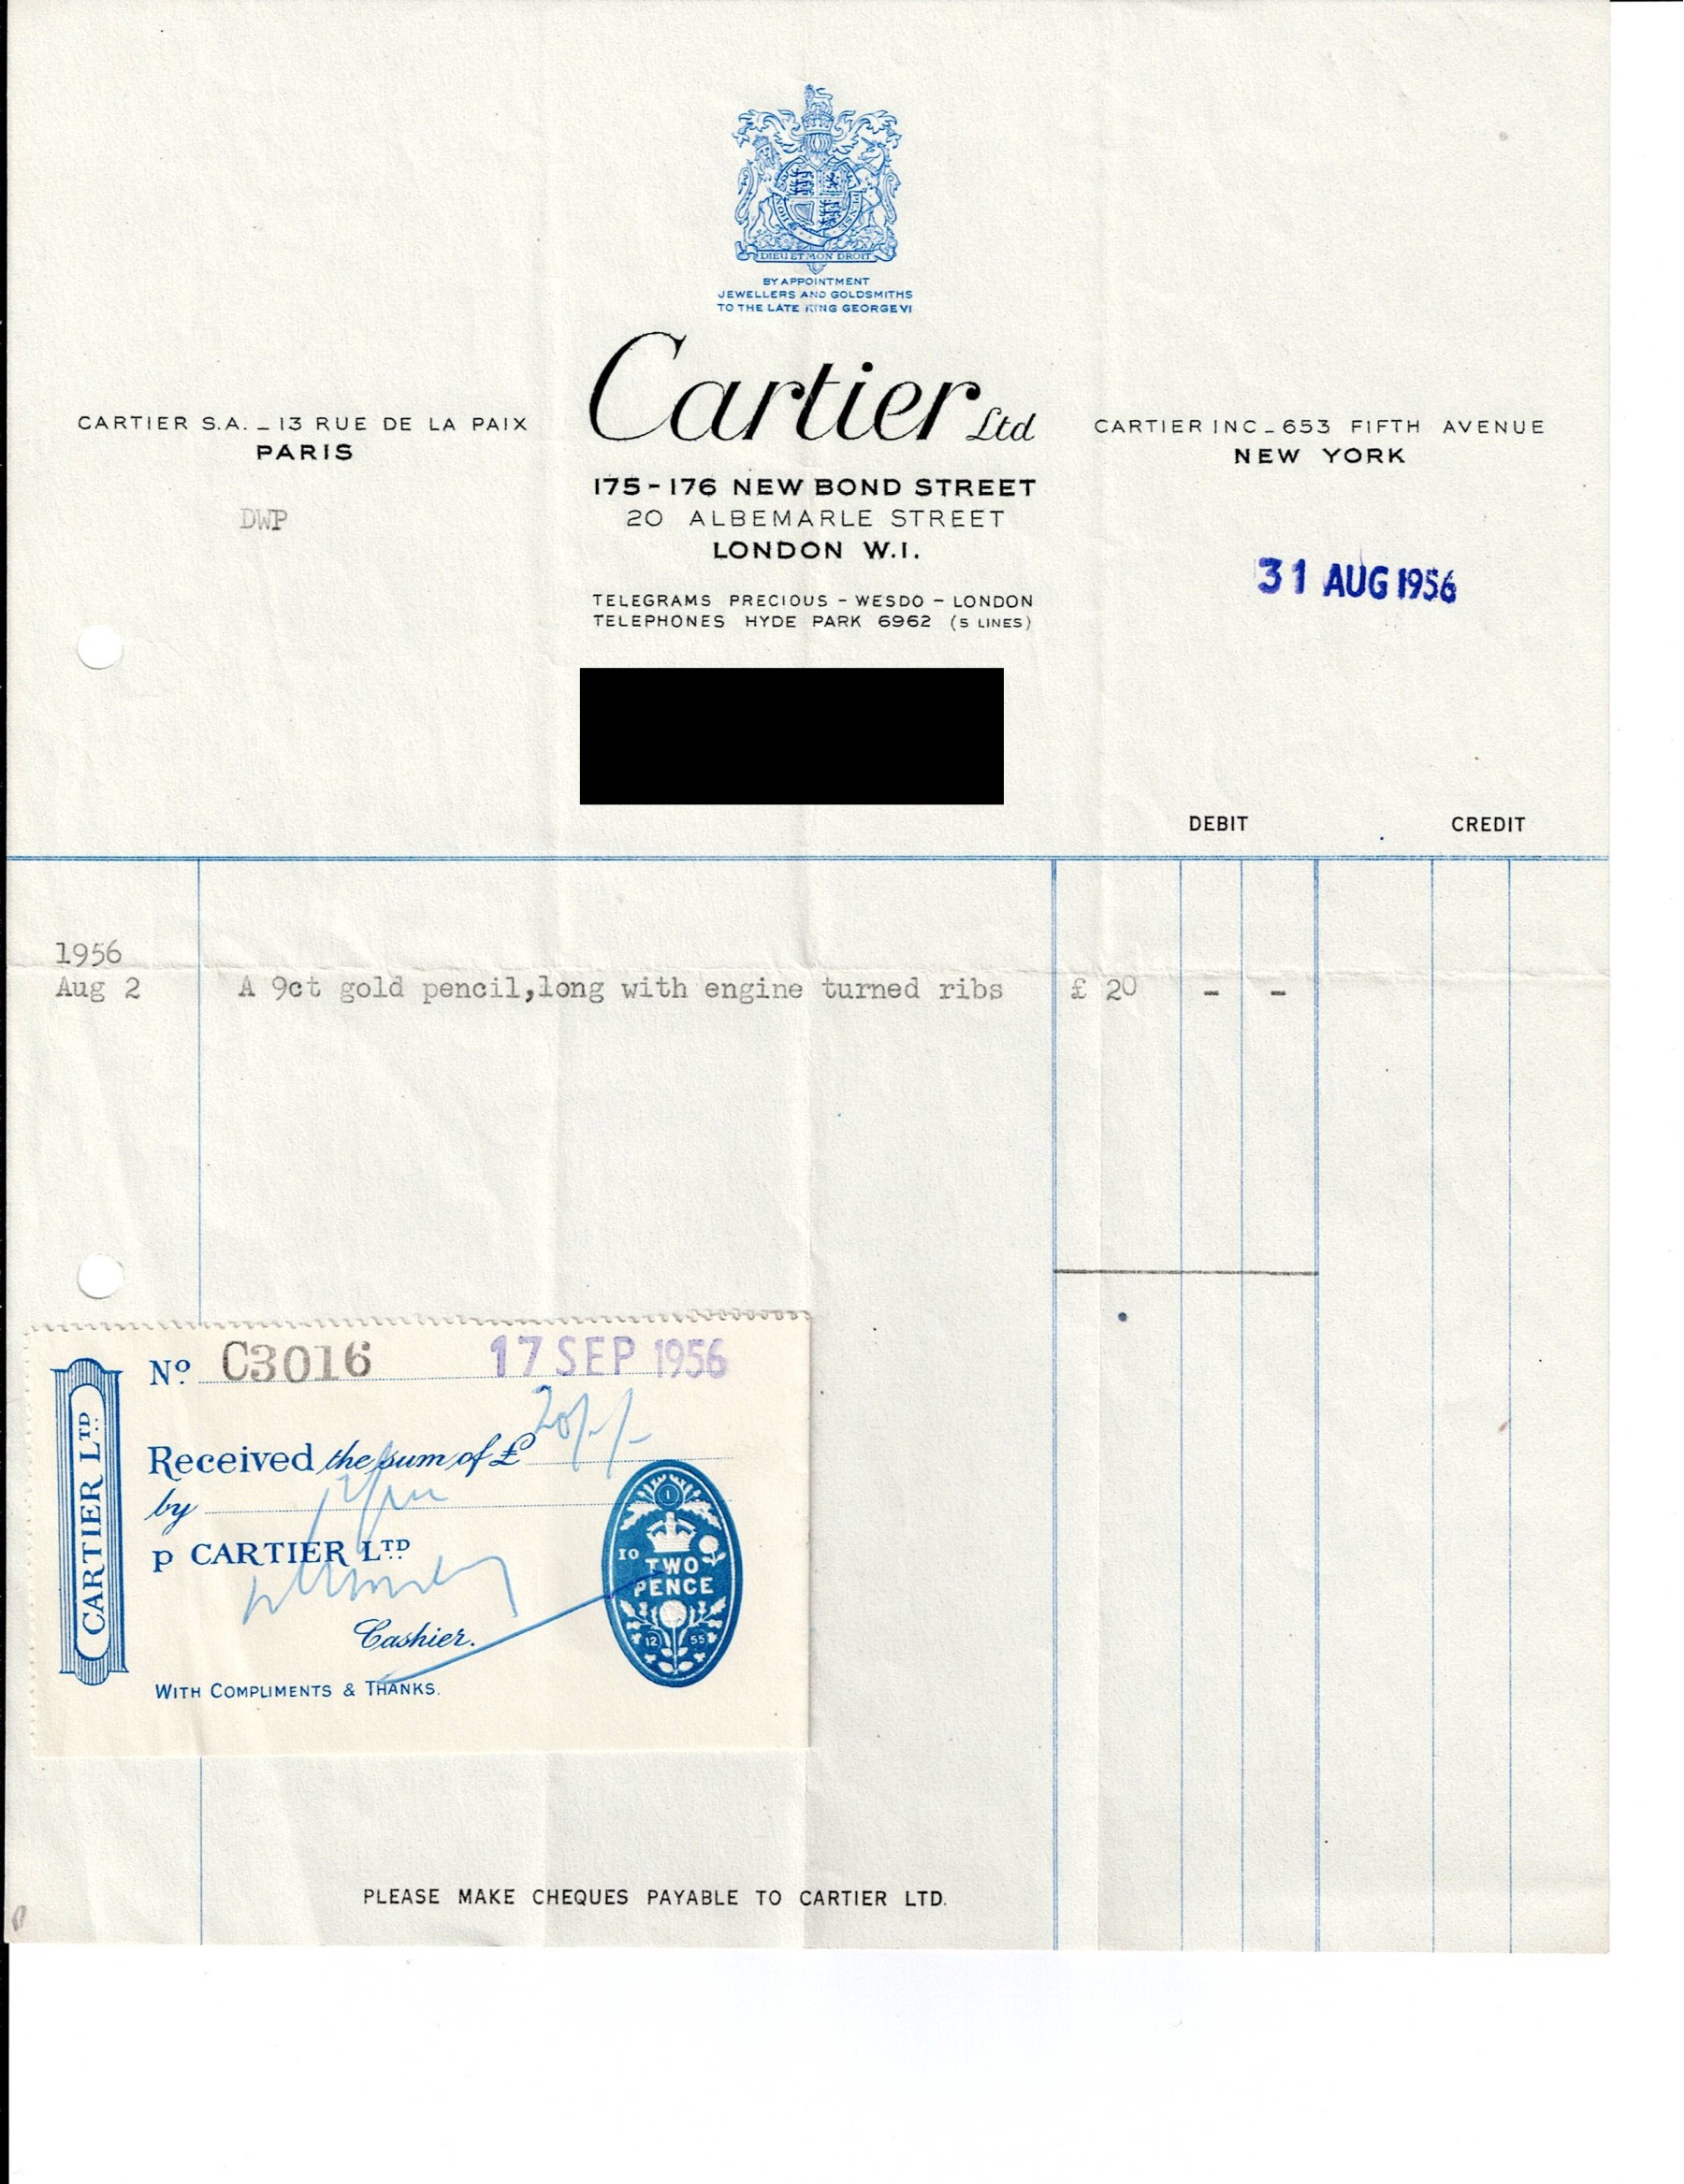 DIEU ET MON DROIT
BY APPOINTMENT
JEWELLERS AND GOLDSMITHS
TO THE LATE KING GEORGE VI
Cartier Ltd
CARTIER S.A. – 13 RUE DE LA PAIX
PARIS
CARTIER INC – 653 FIFTH AVENUE
NEW YORK
175-176 NEW BOND STREET
20 ALBEMARLE STREET
LONDON W.I.
DWP
31 AUG 1956
TELEGRAMS PRECIOUS – WESDO – LONDON
TELEPHONES HYDE PARK 6962 (5 LINES)
DEBIT CREDIT
1956
Aug 2 A 9ct gold pencil,long with engine turned ribs £ 20 - -
CARTIER LTD.
No. C3016 17 SEP 1956
Received the sum of £ 20/-/-
by
p CARTIER LTD.
Cashier.
WITH COMPLIMENTS & THANKS.
1
10
TWO
PENCE
12 55
PLEASE MAKE CHEQUES PAYABLE TO CARTIER LTD.